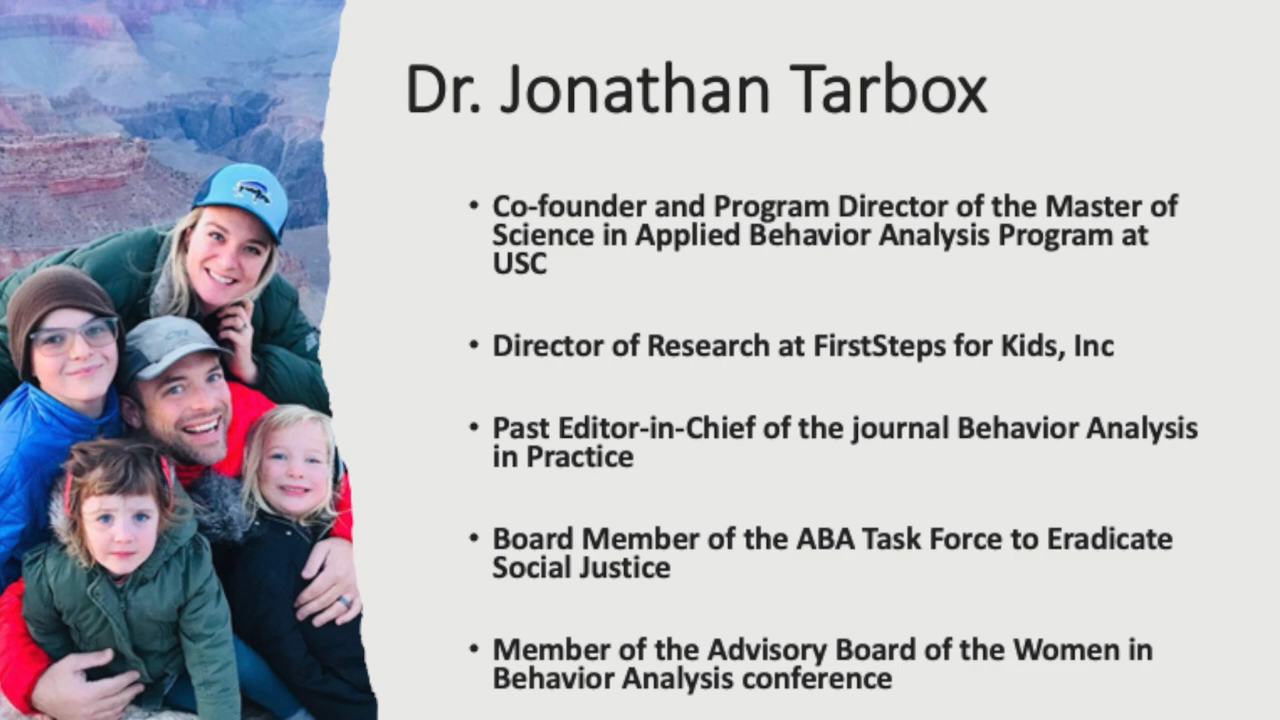 Dr. Jonathan Tarbox
• Co-founder and Program Director of the Master of
Science in Applied Behavior Analysis Program at
USC
• Director of Research at FirstSteps for Kids, Inc
• Past Editor-in-Chief of the journal Behavior Analysis
in Practice
• Board Member of the ABA Task Force to Eradicate
Social Justice
• Member of the Advisory Board of the Women in
Behavior Analysis conference